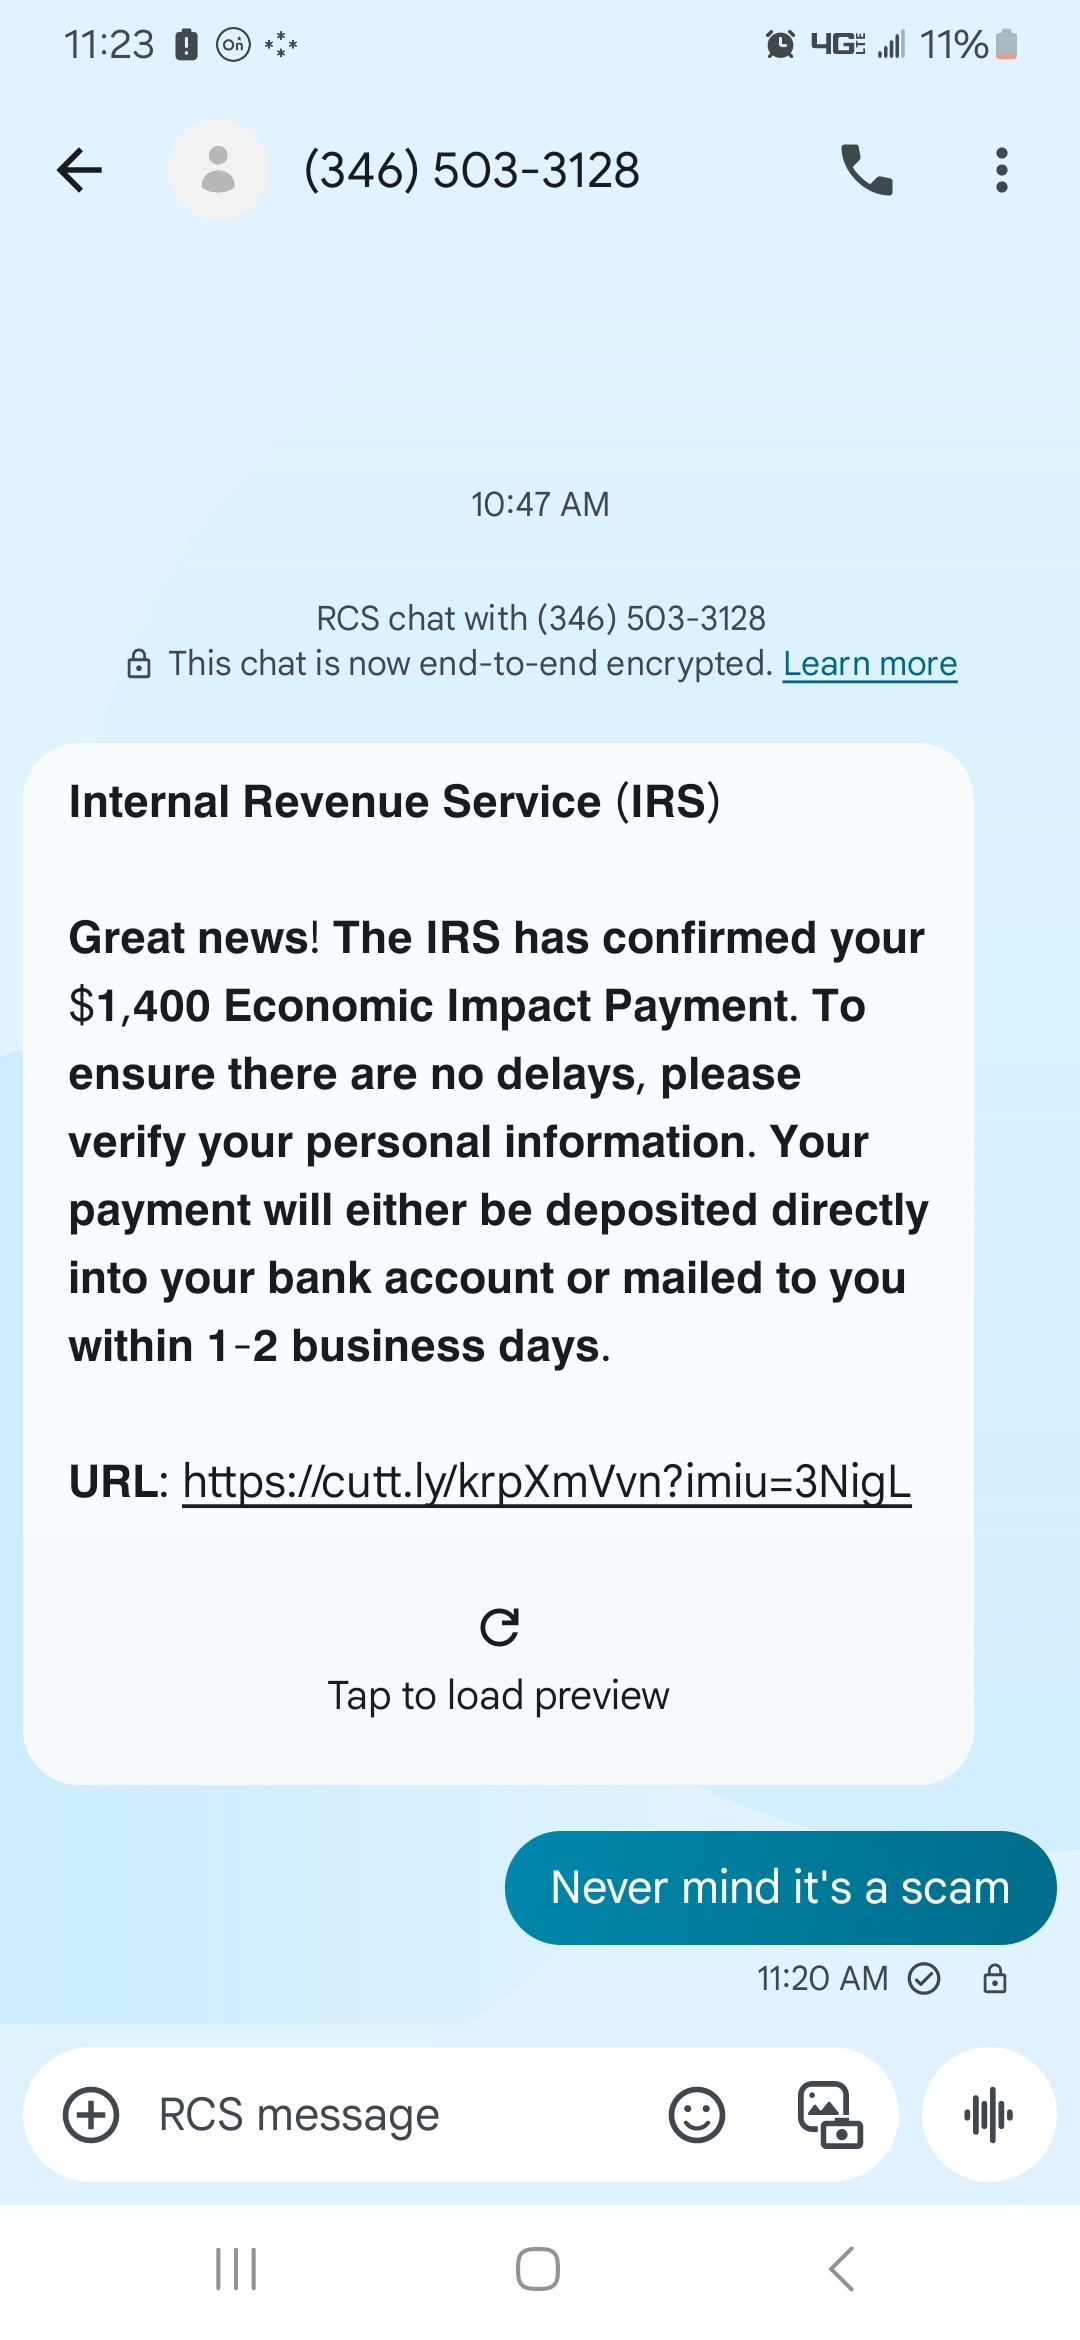 11:23
4G LTE 11%
(346) 503-3128
10:47 AM
RCS chat with (346) 503-3128
This chat is now end-to-end encrypted. Learn more
Internal Revenue Service (IRS)
Great news! The IRS has confirmed your
$1,400 Economic Impact Payment. To
ensure there are no delays, please
verify your personal information. Your
payment will either be deposited directly
into your bank account or mailed to you
within 1-2 business days.
URL: https://cutt.ly/krpXmVvn?imiu=3NigL
Tap to load preview
Never mind it's a scam
11:20 AM
RCS message